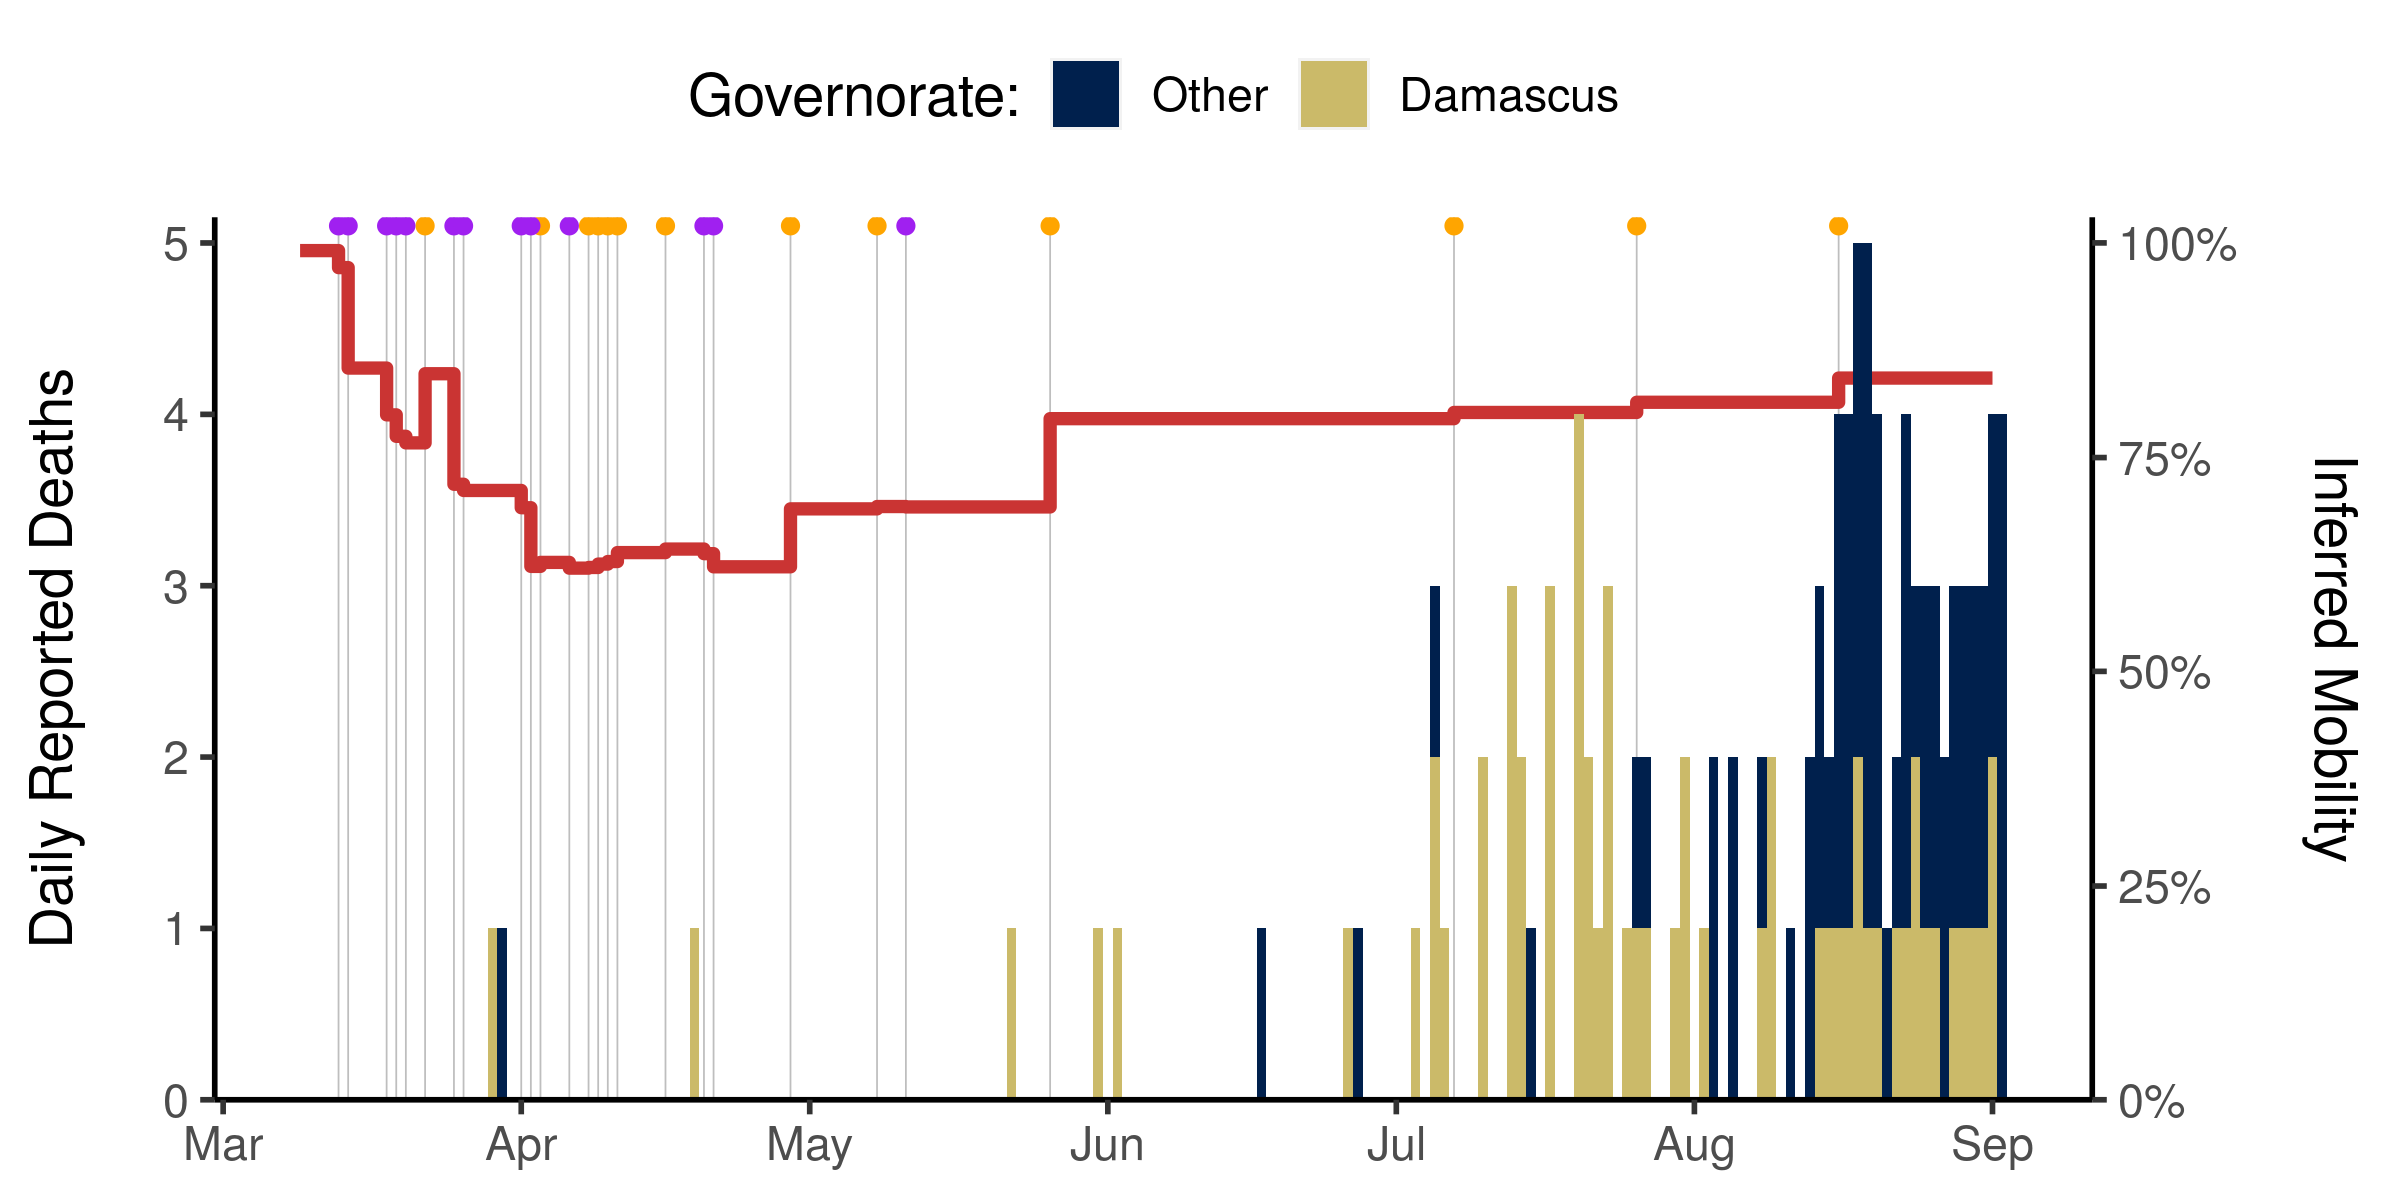 Governorate: Other Damascus
Daily Reported Deaths
5
4
3
2
1
0
100%
75%
50%
25%
0%
Inferred Mobility
Mar Apr May Jun Jul Aug Sep